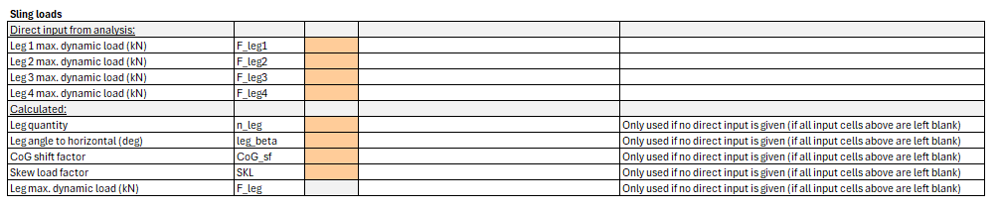 Sling loads
Direct input from analysis:
Leg 1 max. dynamic load (kN) F_leg1
Leg 2 max. dynamic load (kN) F_leg2
Leg 3 max. dynamic load (kN) F_leg3
Leg 4 max. dynamic load (kN) F_leg4
Calculated:
Leg quantity n_leg Only used if no direct input is given (if all input cells above are left blank)
Leg angle to horizontal (deg) leg_beta Only used if no direct input is given (if all input cells above are left blank)
CoG shift factor CoG_sf Only used if no direct input is given (if all input cells above are left blank)
Skew load factor SKL Only used if no direct input is given (if all input cells above are left blank)
Leg max. dynamic load (kN) F_leg Only used if no direct input is given (if all input cells above are left blank)